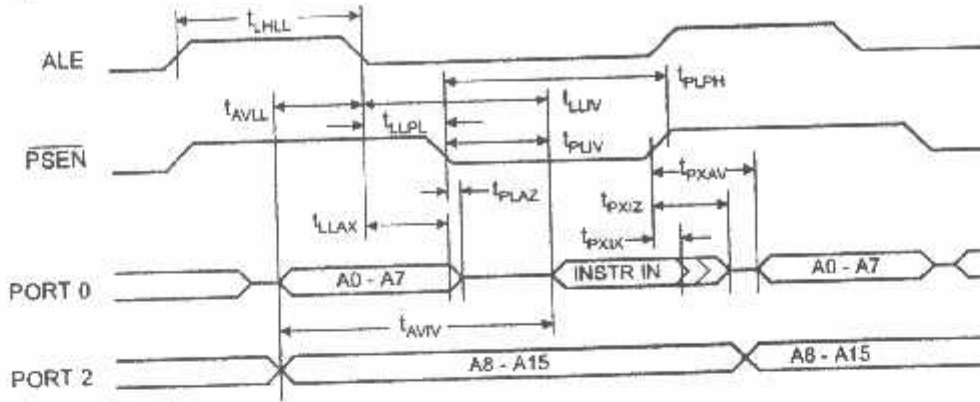 tLHLL
ALE
tPLPH
tAVLL
tLLIV
tLLPL
PSEN
tPLIV
tPXAV
tPLAZ
tPXIZ
tLLAX
tPXIX
PORT 0
A0 - A7
INSTR IN
A0 - A7
tAVIV
PORT 2
A8 - A15
A8 - A15